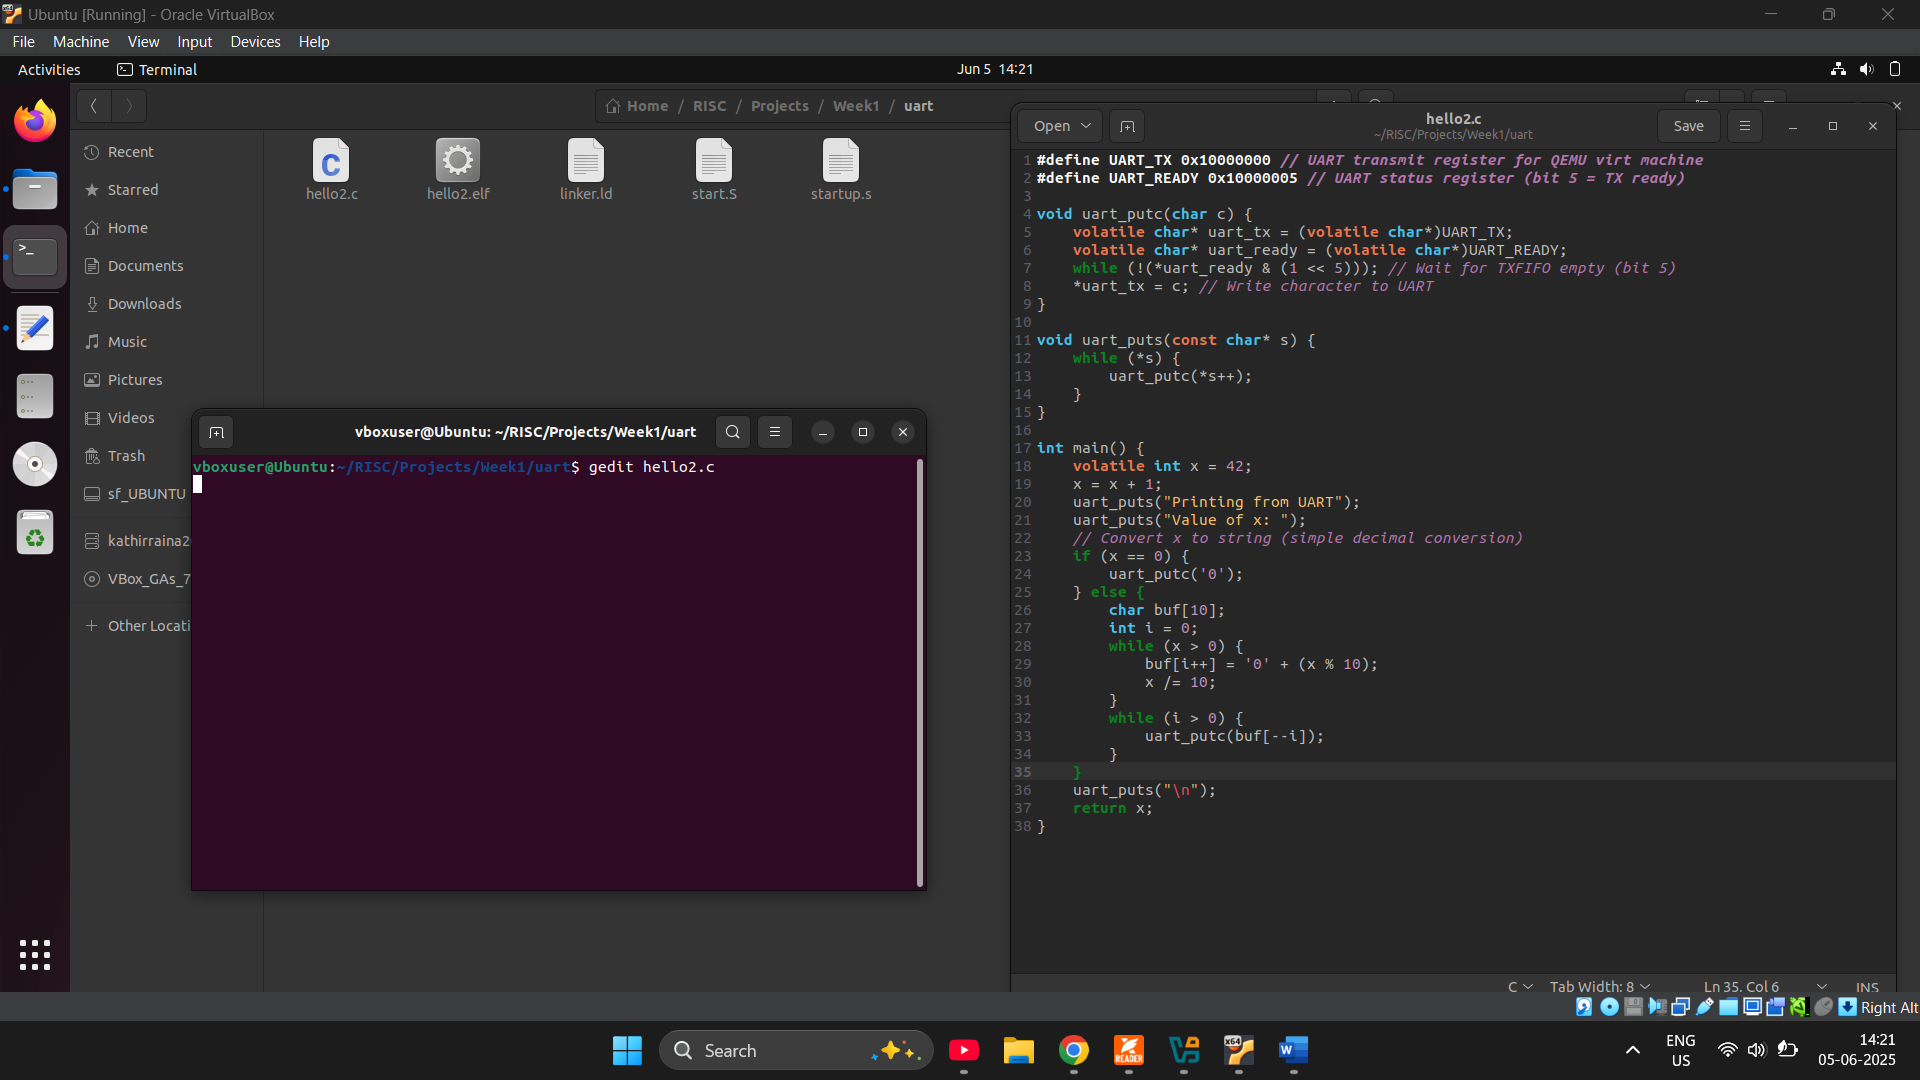 Ubuntu [Running] - Oracle VirtualBox
File Machine View Input Devices Help
Activities Terminal Jun 5 14:21
Home / RISC / Projects / Week1 / uart
Recent
Starred
Home
Documents
Downloads
Music
Pictures
Videos
Trash
sf_UBUNTU
kathirraina2
VBox_GAs_7
Other Locati
hello2.c hello2.elf linker.ld start.S startup.s
vboxuser@Ubuntu: ~/RISC/Projects/Week1/uart
vboxuser@Ubuntu:~/RISC/Projects/Week1/uart$ gedit hello2.c
Open hello2.c Save
~/RISC/Projects/Week1/uart
1 #define UART_TX 0x10000000 // UART transmit register for QEMU virt machine
2 #define UART_READY 0x10000005 // UART status register (bit 5 = TX ready)
3
4 void uart_putc(char c) {
5     volatile char* uart_tx = (volatile char*)UART_TX;
6     volatile char* uart_ready = (volatile char*)UART_READY;
7     while (!(*uart_ready & (1 << 5))); // Wait for TXFIFO empty (bit 5)
8     *uart_tx = c; // Write character to UART
9 }
10
11 void uart_puts(const char* s) {
12     while (*s) {
13         uart_putc(*s++);
14     }
15 }
16
17 int main() {
18     volatile int x = 42;
19     x = x + 1;
20     uart_puts("Printing from UART");
21     uart_puts("Value of x: ");
22     // Convert x to string (simple decimal conversion)
23     if (x == 0) {
24         uart_putc('0');
25     } else {
26         char buf[10];
27         int i = 0;
28         while (x > 0) {
29             buf[i++] = '0' + (x % 10);
30             x /= 10;
31         }
32         while (i > 0) {
33             uart_putc(buf[--i]);
34         }
35     }
36     uart_puts("\n");
37     return x;
38 }
C Tab Width: 8 Ln 35, Col 6 INS
Right Alt
Search
READER
x64
W
ENG
US
14:21
05-06-2025